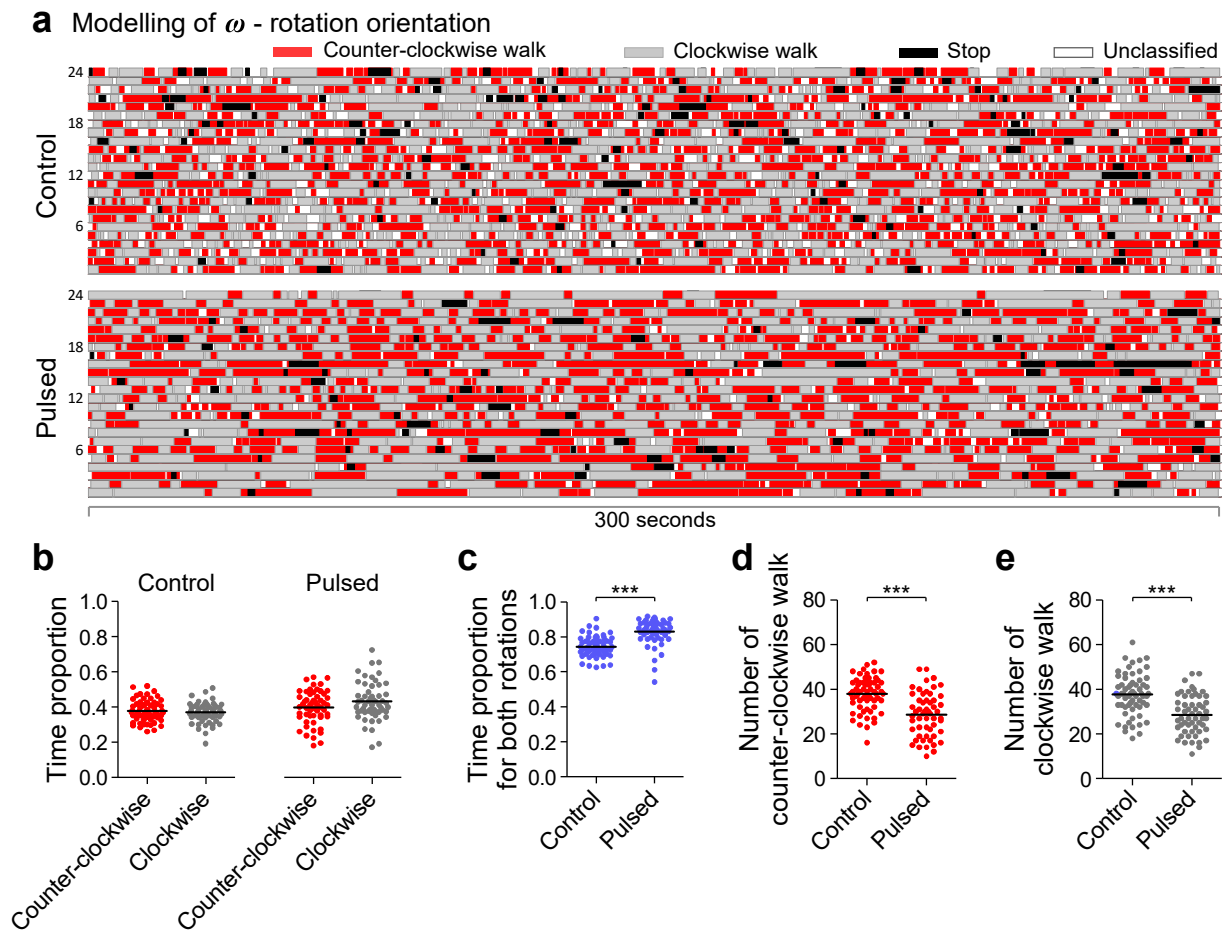 a Modelling of ω - rotation orientation
Counter-clockwise walk Clockwise walk Stop Unclassified
Control
24
18
12
6
Pulsed
24
18
12
6
300 seconds
b
Control Pulsed
Time proportion
1.0
0.8
0.6
0.4
0.2
0.0
Counter-clockwise
Clockwise
Counter-clockwise
Clockwise
c
Time proportion
for both rotations
1.0
0.8
0.6
0.4
0.2
0.0
***
Control
Pulsed
d
Number of
counter-clockwise walk
80
60
40
20
0
***
Control
Pulsed
e
Number of
clockwise walk
80
60
40
20
0
***
Control
Pulsed